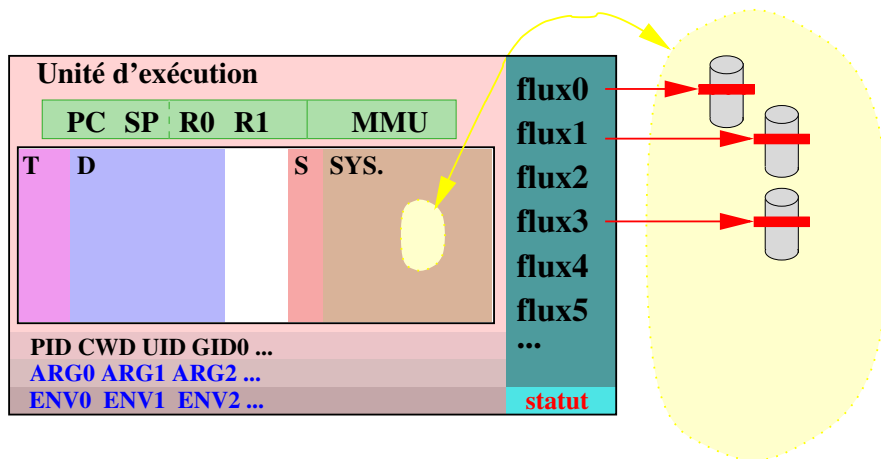 Unité d'exécution
PC SP R0 R1 MMU
T D S SYS.
PID CWD UID GID0 ...
ARG0 ARG1 ARG2 ...
ENV0 ENV1 ENV2 ...
flux0
flux1
flux2
flux3
flux4
flux5
...
statut